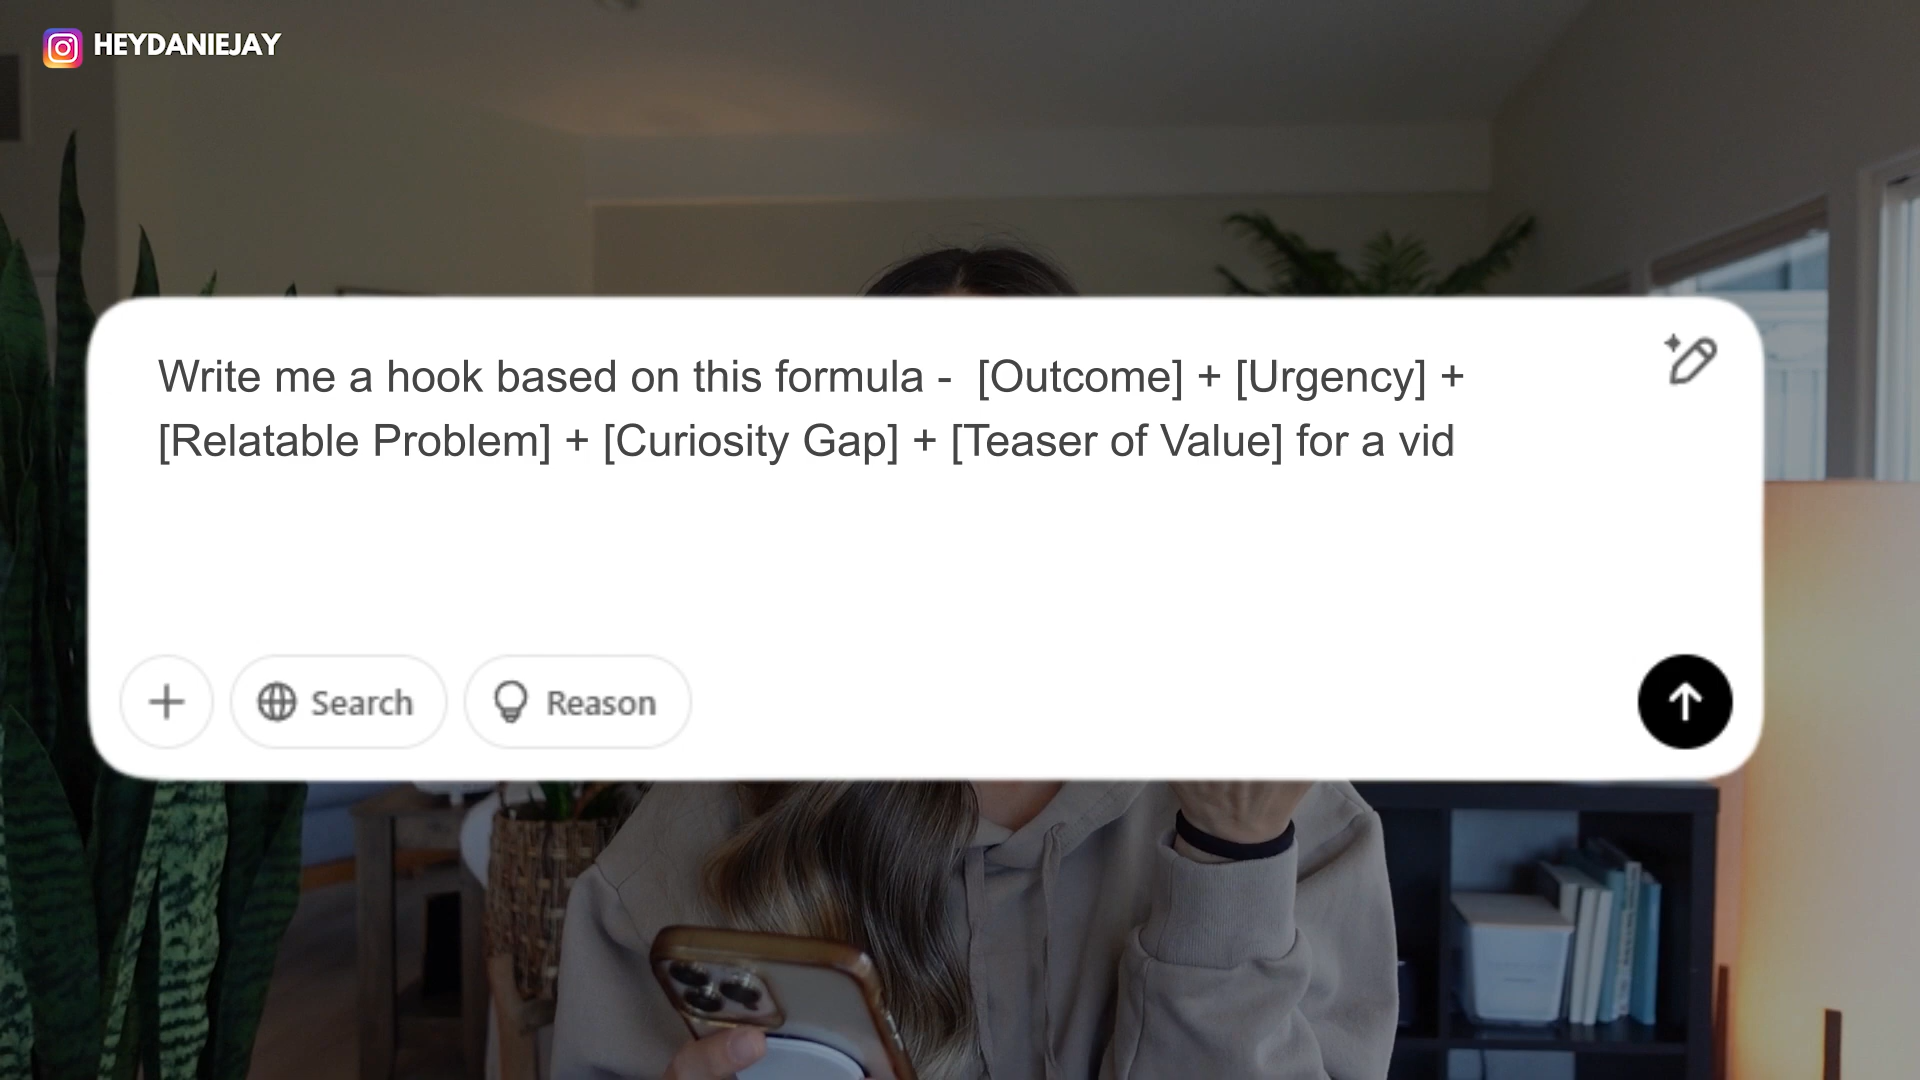 HEYDANIEJAY
Write me a hook based on this formula -  [Outcome] + [Urgency] +
[Relatable Problem] + [Curiosity Gap] + [Teaser of Value] for a vid
Search
Reason